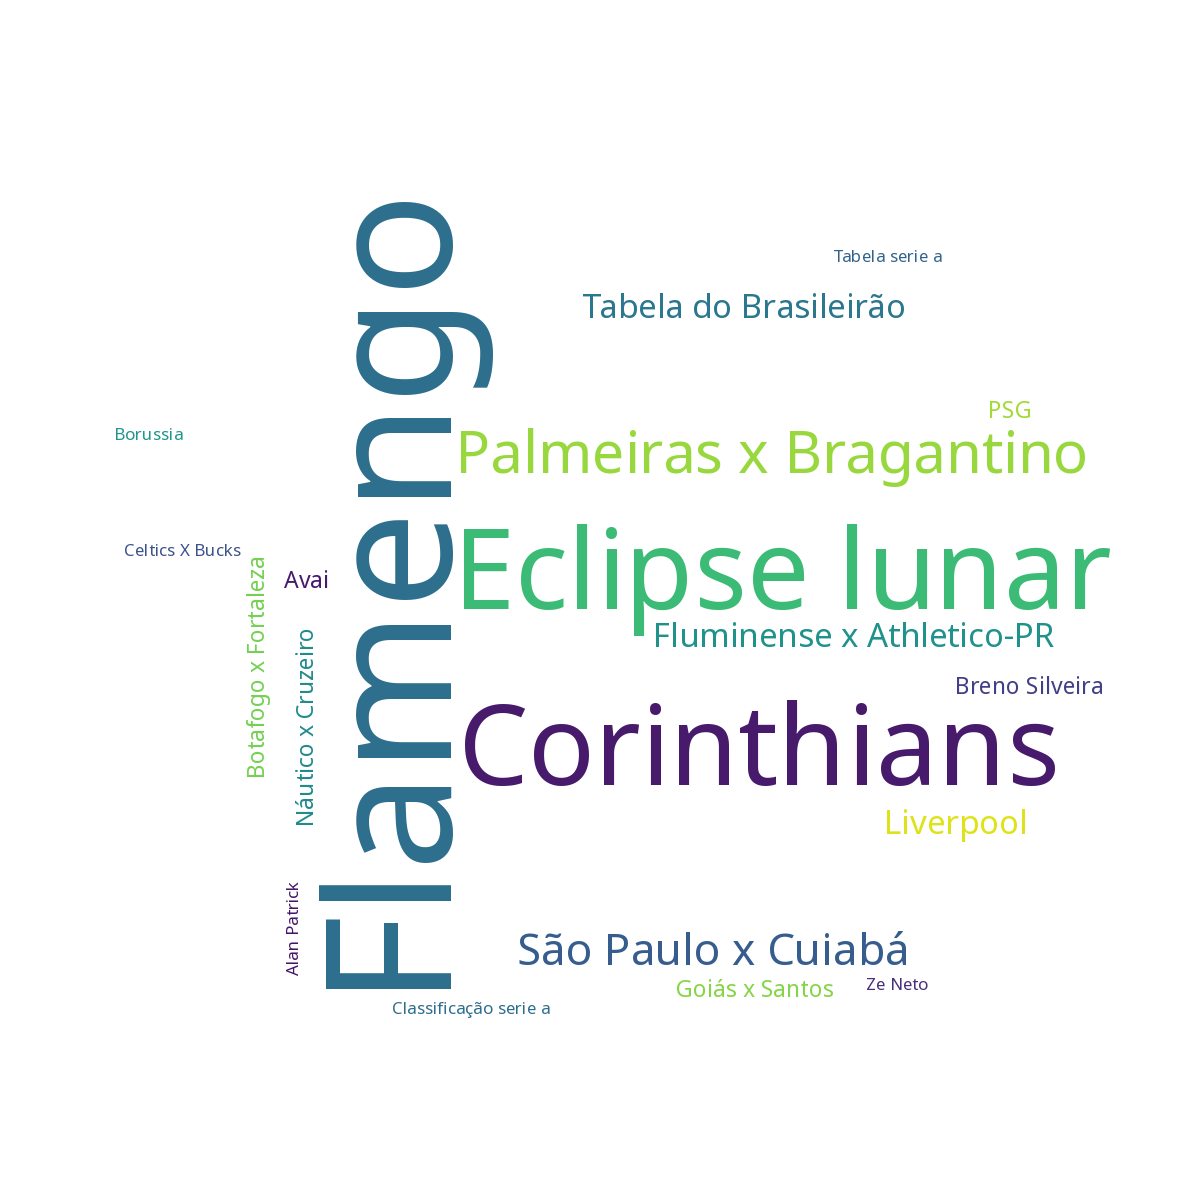 Tabela serie a
Tabela do Brasileirão
PSG
Borussia
Palmeiras x Bragantino
Celtics X Bucks
Eclipse lunar
Avai
Flamengo
Fluminense x Athletico-PR
Botafogo x Fortaleza
Náutico x Cruzeiro
Breno Silveira
Corinthians
Liverpool
Alan Patrick
São Paulo x Cuiabá
Goiás x Santos
Ze Neto
Classificação serie a